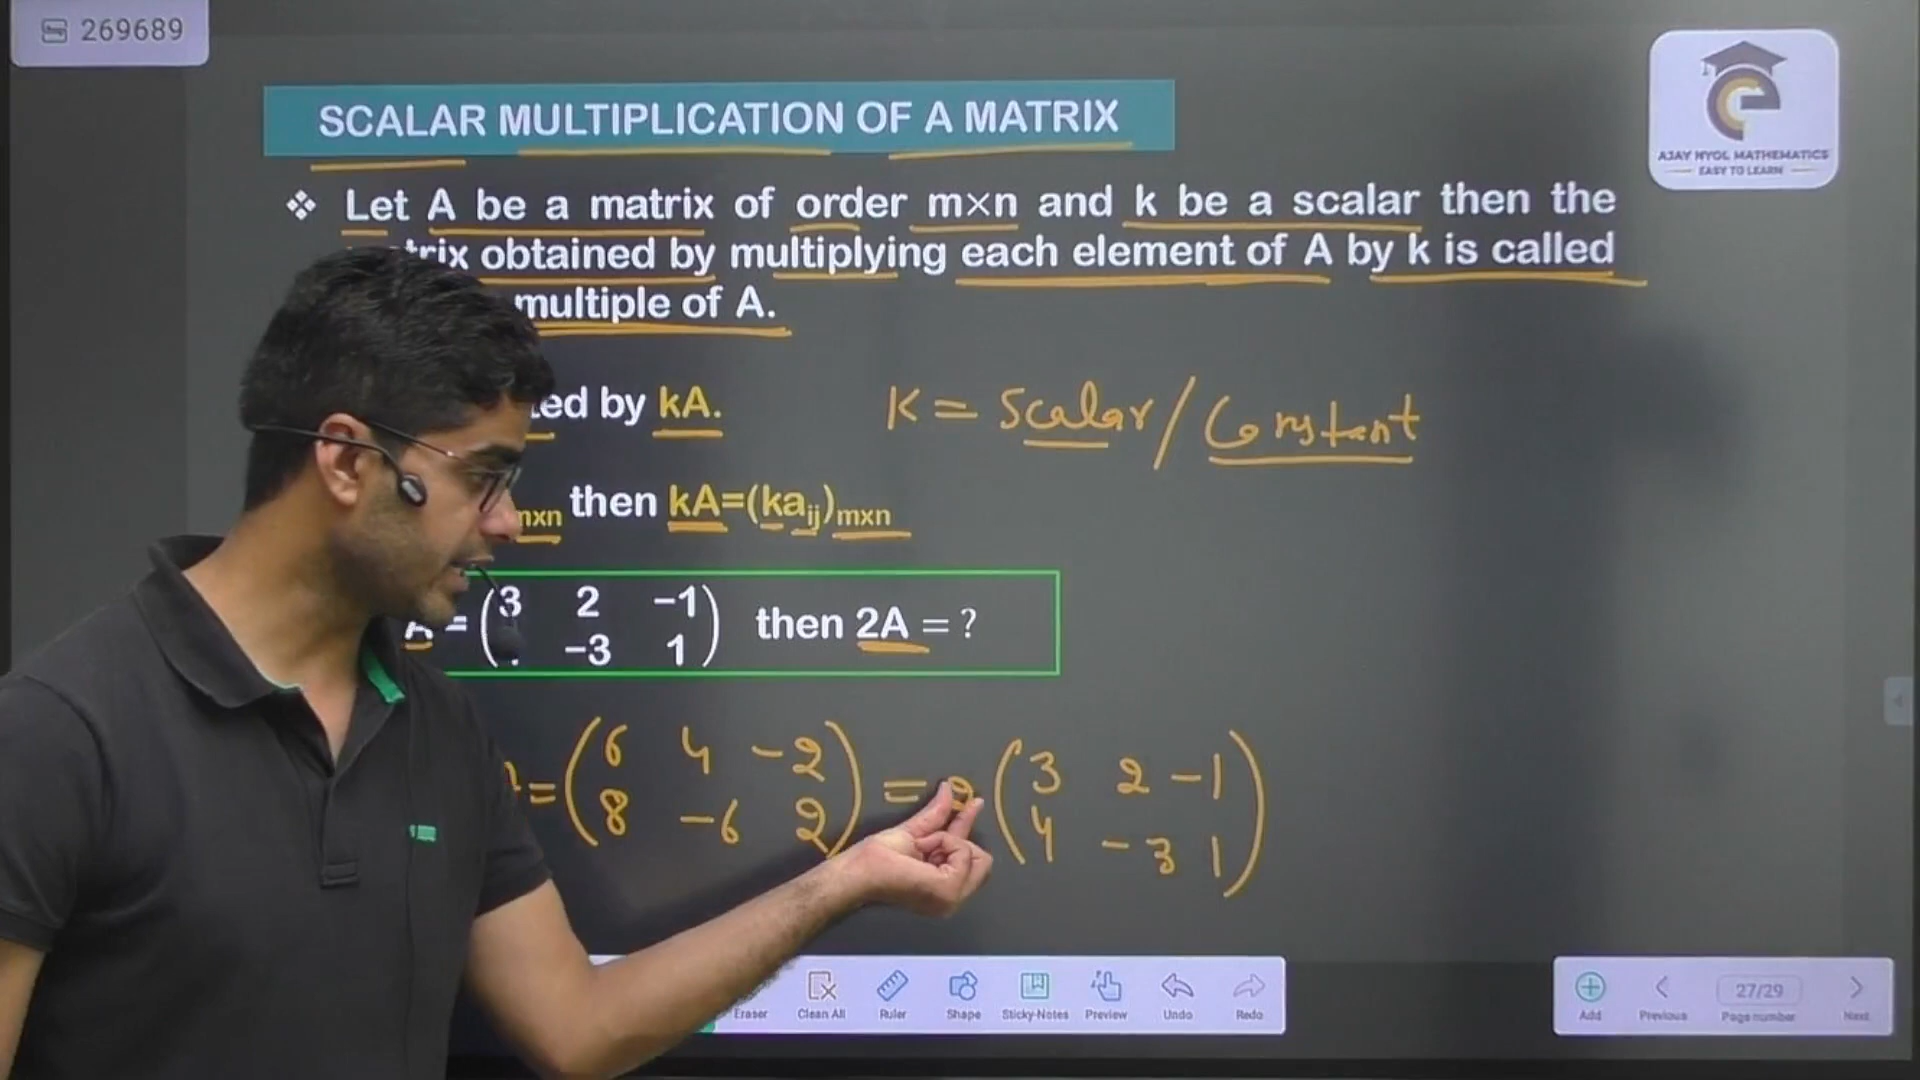 269689
AJAY NYOL MATHEMATICS
EASY TO LEARN
SCALAR MULTIPLICATION OF A MATRIX
❖ Let A be a matrix of order m×n and k be a scalar then the
obtained by multiplying each element of A by k is called
multiple of A.
by kA.
K = Scalar / Constant
mxn then kA=(kaij)mxn
A = (3 2 −1
−3 1) then 2A = ?
= (6 4 -2
8 -6 2) = 2 (3 2 -1
4 -3 1)
Eraser Clean All Ruler Shape Sticky-Notes Preview Undo Redo
27/29
Add Previous Page number Next